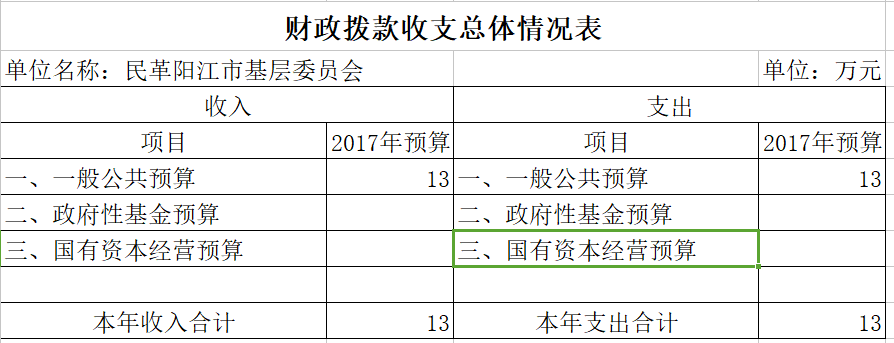 财政拨款收支总体情况表
单位名称：民革阳江市基层委员会 单位：万元
收入 支出
项目 2017年预算 项目 2017年预算
一、一般公共预算 13 一、一般公共预算 13
二、政府性基金预算 二、政府性基金预算
三、国有资本经营预算 三、国有资本经营预算
本年收入合计 13 本年支出合计 13